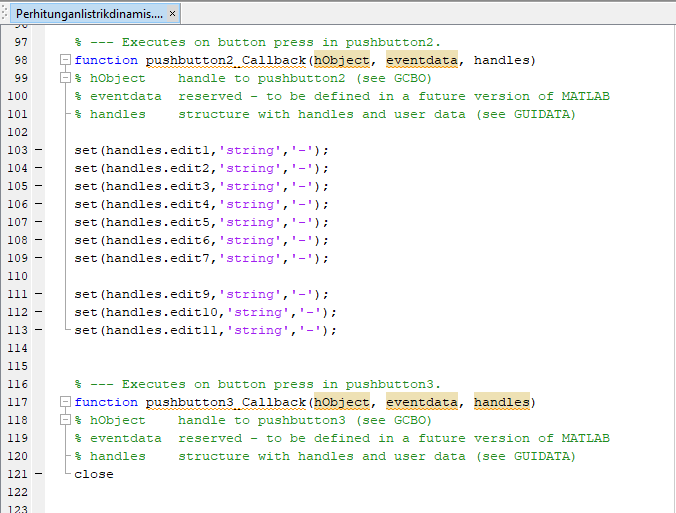 Perhitunganlistrikdinamis.... ×
97 % --- Executes on button press in pushbutton2.
98 function pushbutton2_Callback(hObject, eventdata, handles)
99 % hObject    handle to pushbutton2 (see GCBO)
100 % eventdata  reserved - to be defined in a future version of MATLAB
101 % handles    structure with handles and user data (see GUIDATA)
102
103 - set(handles.edit1,'string','-');
104 - set(handles.edit2,'string','-');
105 - set(handles.edit3,'string','-');
106 - set(handles.edit4,'string','-');
107 - set(handles.edit5,'string','-');
108 - set(handles.edit6,'string','-');
109 - set(handles.edit7,'string','-');
110
111 - set(handles.edit9,'string','-');
112 - set(handles.edit10,'string','-');
113 - set(handles.edit11,'string','-');
114
115
116 % --- Executes on button press in pushbutton3.
117 function pushbutton3_Callback(hObject, eventdata, handles)
118 % hObject    handle to pushbutton3 (see GCBO)
119 % eventdata  reserved - to be defined in a future version of MATLAB
120 % handles    structure with handles and user data (see GUIDATA)
121 - close
122
123